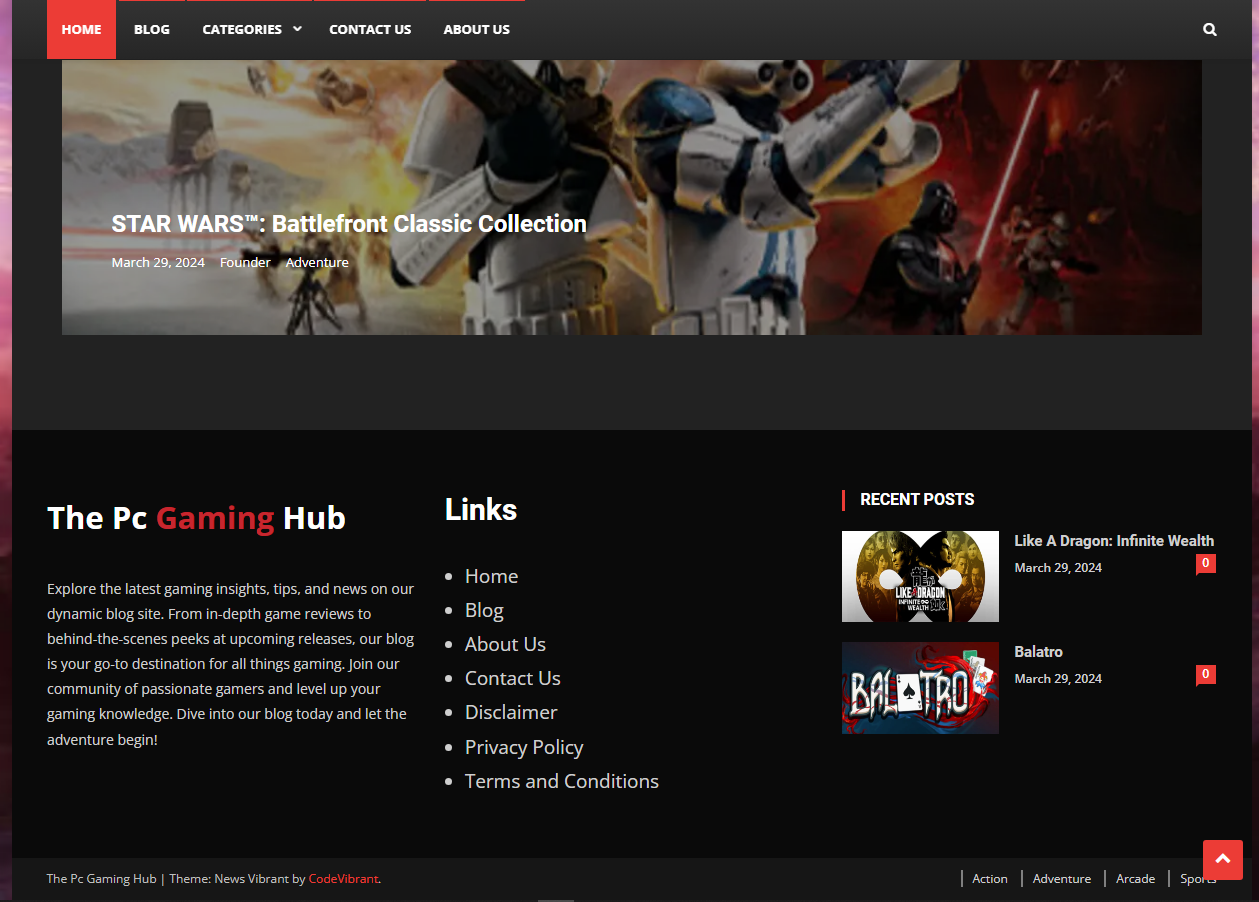 HOME BLOG CATEGORIES CONTACT US ABOUT US
STAR WARS™: Battlefront Classic Collection
March 29, 2024 Founder Adventure
The Pc Gaming Hub
Explore the latest gaming insights, tips, and news on our
dynamic blog site. From in-depth game reviews to
behind-the-scenes peeks at upcoming releases, our blog
is your go-to destination for all things gaming. Join our
community of passionate gamers and level up your
gaming knowledge. Dive into our blog today and let the
adventure begin!
Links
Home
Blog
About Us
Contact Us
Disclaimer
Privacy Policy
Terms and Conditions
RECENT POSTS
LIKE A DRAGON
INFINITE
WEALTH
Like A Dragon: Infinite Wealth
March 29, 2024 0
BALATRO
Balatro
March 29, 2024 0
The Pc Gaming Hub | Theme: News Vibrant by CodeVibrant.
Action Adventure Arcade Sports